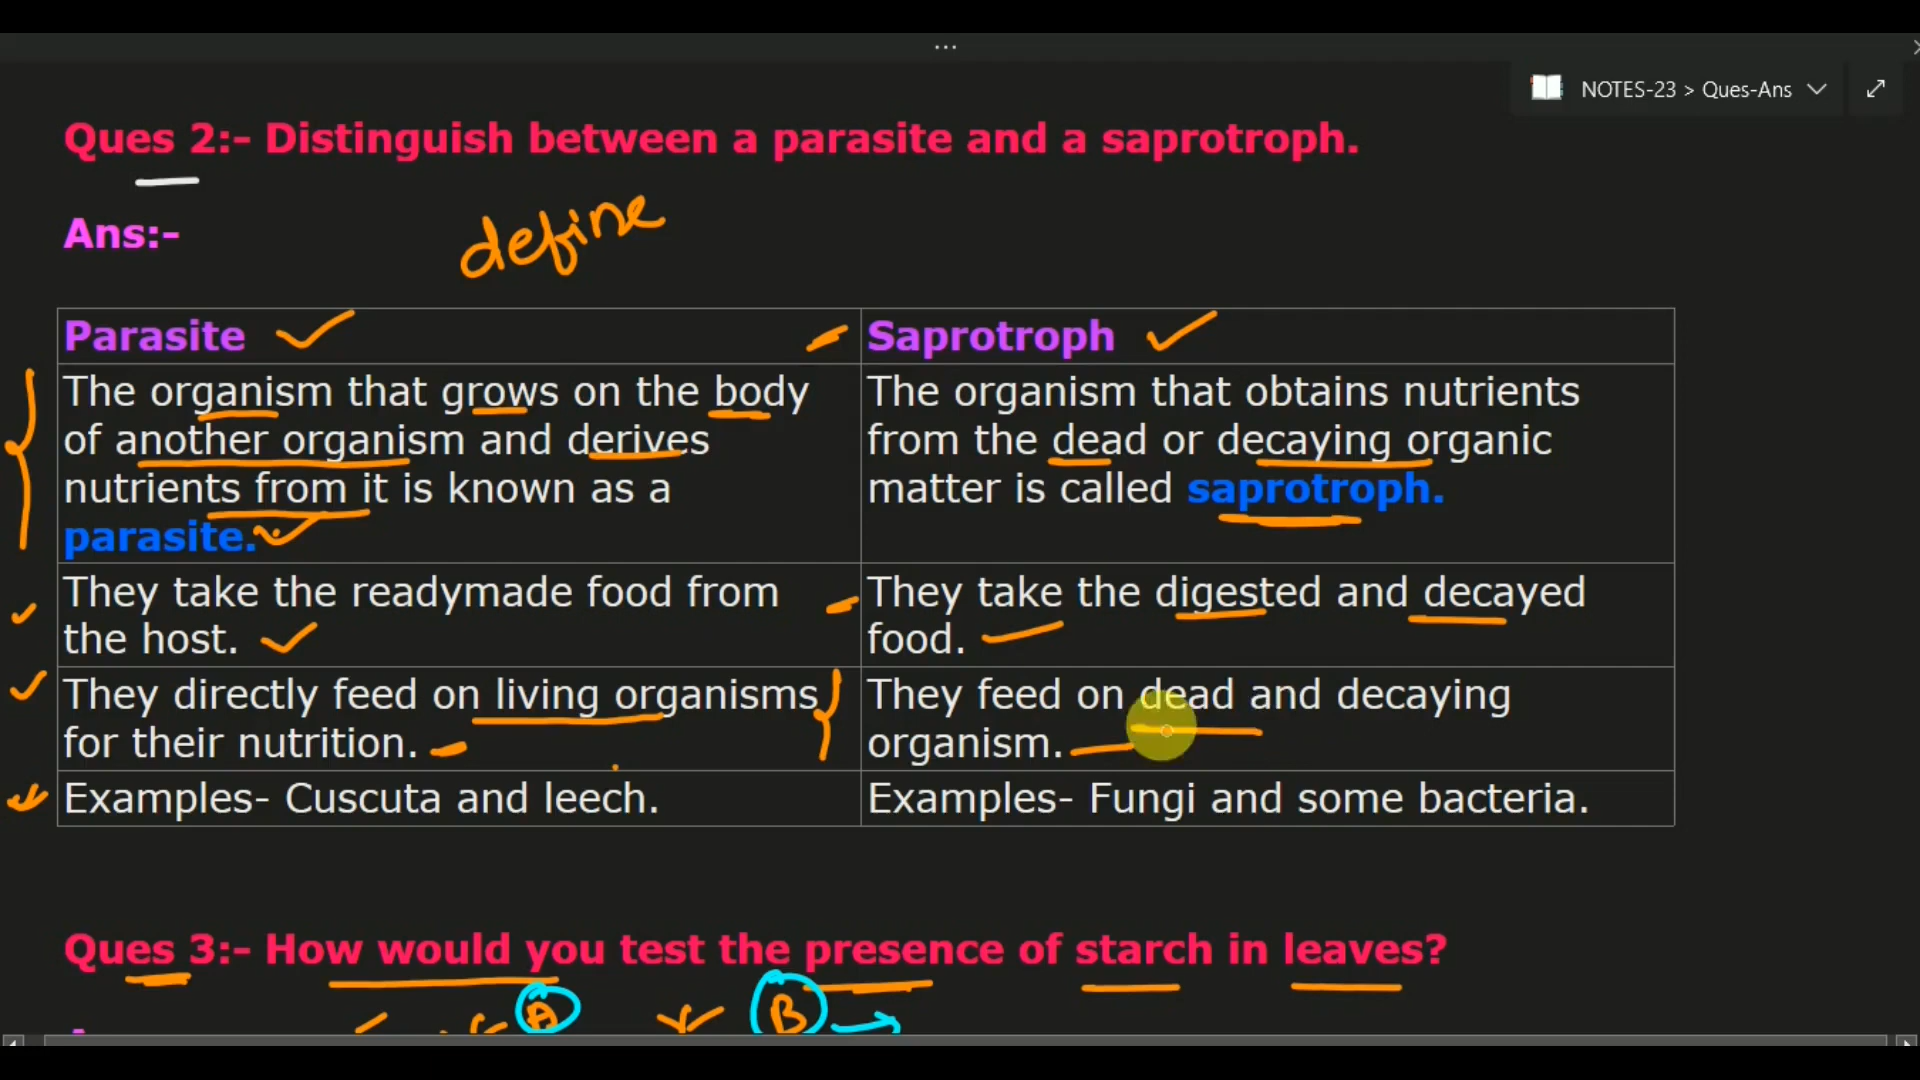 ...
NOTES-23 > Ques-Ans
Ques 2:- Distinguish between a parasite and a saprotroph.
Ans:-
define
Parasite
The organism that grows on the body
of another organism and derives
nutrients from it is known as a
parasite.
Saprotroph
The organism that obtains nutrients
from the dead or decaying organic
matter is called saprotroph.
They take the readymade food from
the host.
They take the digested and decayed
food.
They directly feed on living organisms
for their nutrition.
They feed on dead and decaying
organism.
Examples- Cuscuta and leech.
Examples- Fungi and some bacteria.
Ques 3:- How would you test the presence of starch in leaves?
A
B